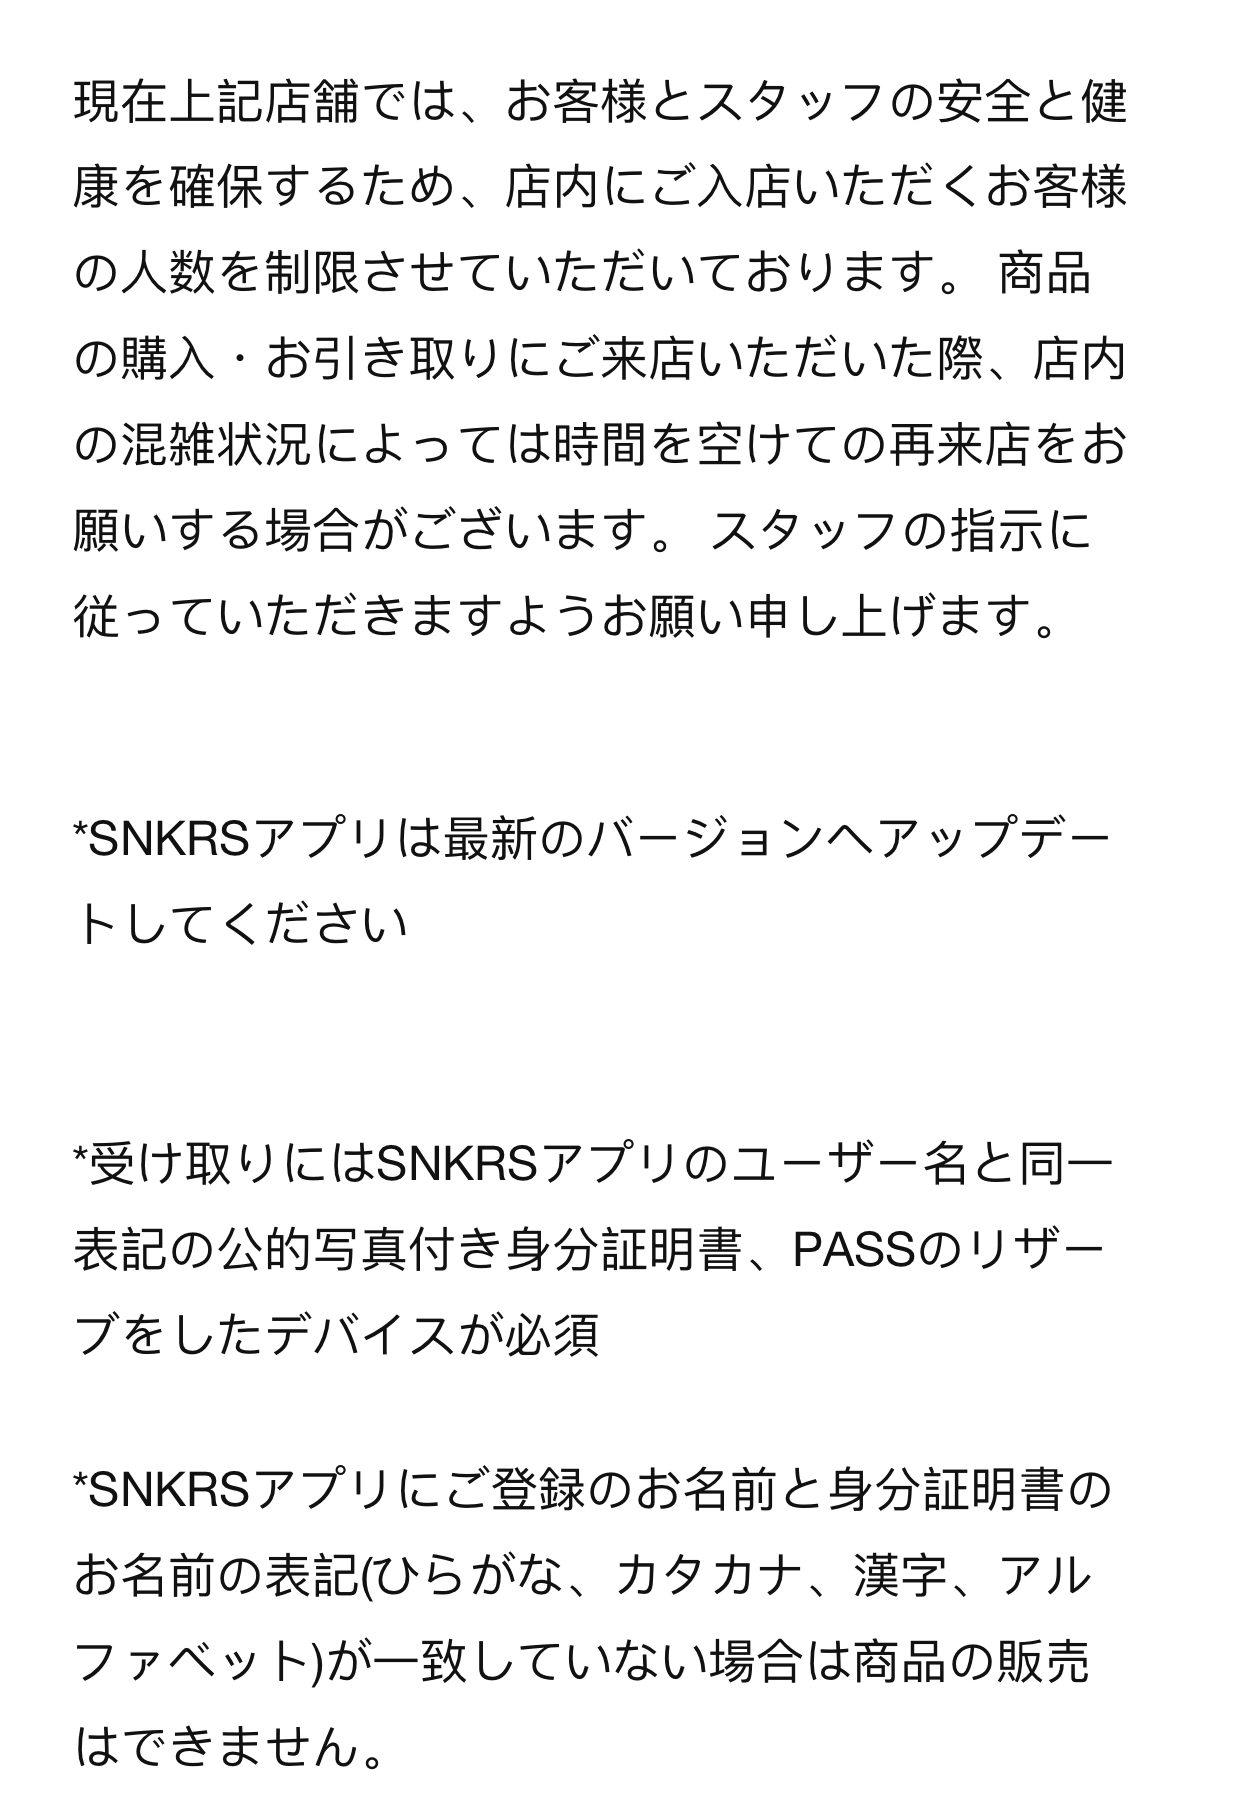 現在上記店舗では、お客様とスタッフの安全と健
康を確保するため、店内にご入店いただくお客様
の人数を制限させていただいております。 商品
の購入・お引き取りにご来店いただいた際、店内
の混雑状況によっては時間を空けての再来店をお
願いする場合がございます。 スタッフの指示に
従っていただきますようお願い申し上げます。
*SNKRSアプリは最新のバージョンへアップデー
トしてください
*受け取りにはSNKRSアプリのユーザー名と同一
表記の公的写真付き身分証明書、PASSのリザー
ブをしたデバイスが必須
*SNKRSアプリにご登録のお名前と身分証明書の
お名前の表記(ひらがな、カタカナ、漢字、アル
ファベット)が一致していない場合は商品の販売
はできません。